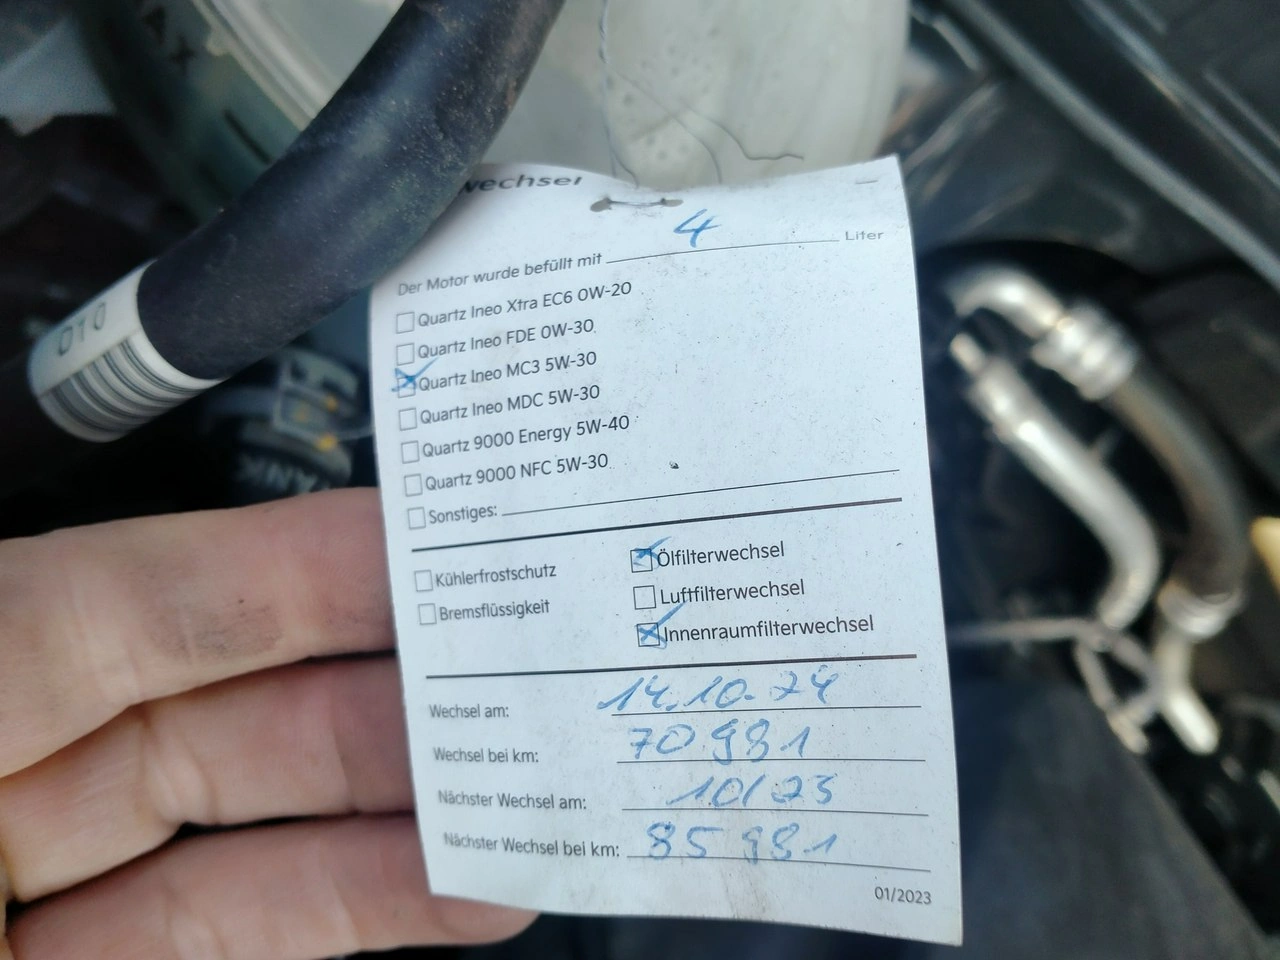 AX
010
wechsel
Der Motor wurde befüllt mit 4 Liter
Quartz Ineo Xtra EC6 0W-20
Quartz Ineo FDE 0W-30
Quartz Ineo MC3 5W-30
Quartz Ineo MDC 5W-30
Quartz 9000 Energy 5W-40
Quartz 9000 NFC 5W-30
Sonstiges:
Kühlerfrostschutz
Bremsflüssigkeit
Ölfilterwechsel
Luftfilterwechsel
Innenraumfilterwechsel
Wechsel am: 14.10.24
Wechsel bei km: 70981
Nächster Wechsel am: 10/25
Nächster Wechsel bei km: 85981
01/2023